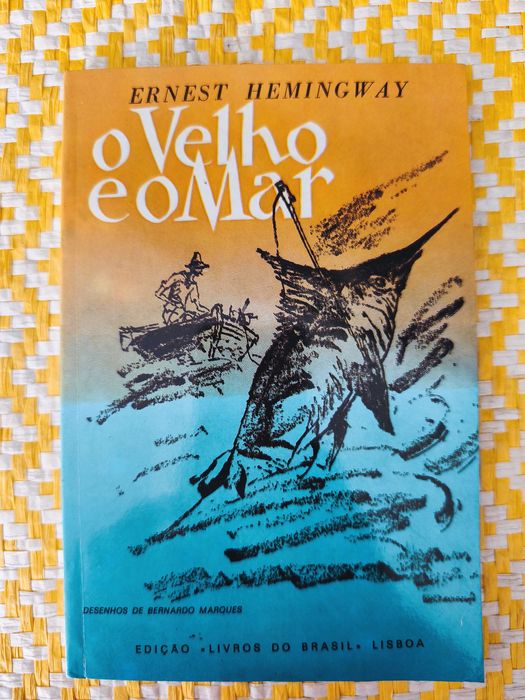 ERNEST HEMINGWAY
o Velho
e o Mar
DESENHOS DE BERNARDO MARQUES
EDIÇÃO «LIVROS DO BRASIL» LISBOA